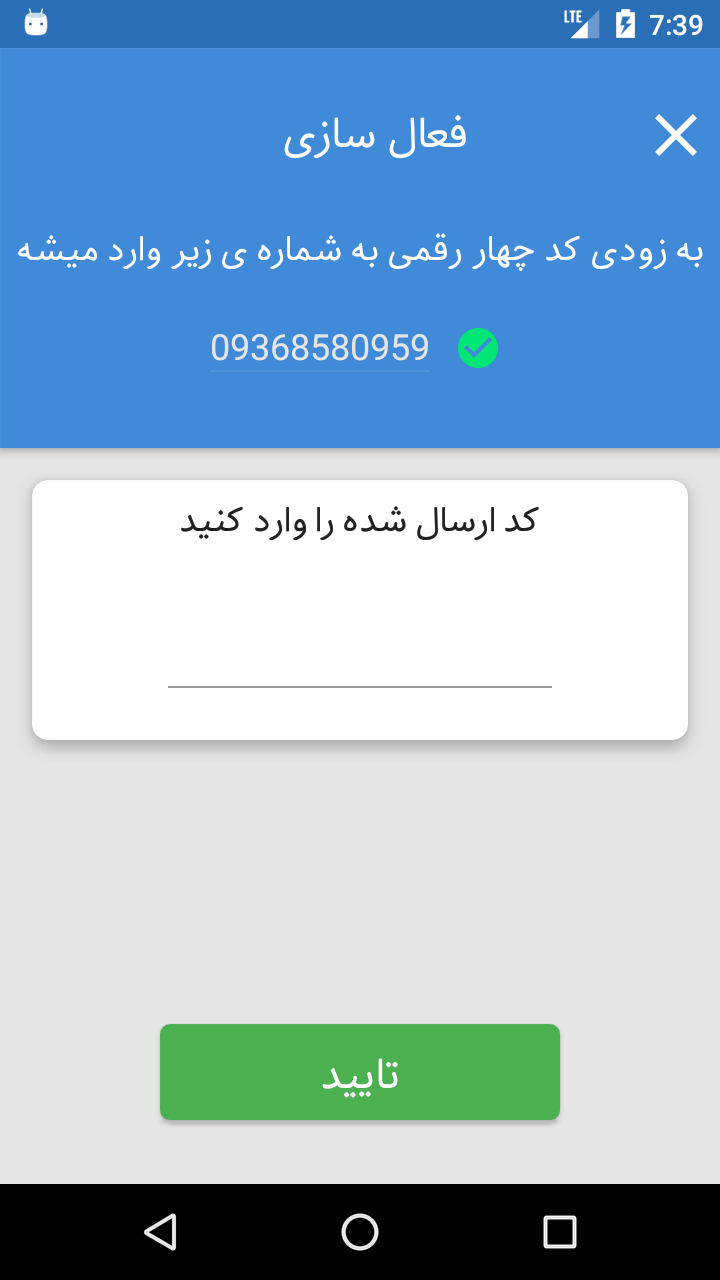 LTE 7:39
فعال سازی
به زودی کد چهار رقمی به شماره ی زیر وارد میشه
09368580959
کد ارسال شده را وارد کنید
تایید